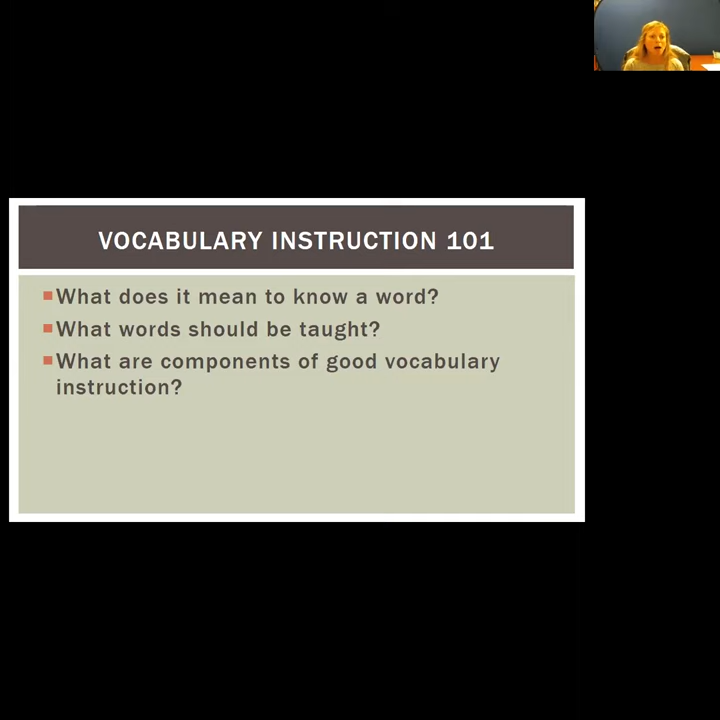 VOCABULARY INSTRUCTION 101
What does it mean to know a word?
What words should be taught?
What are components of good vocabulary
instruction?